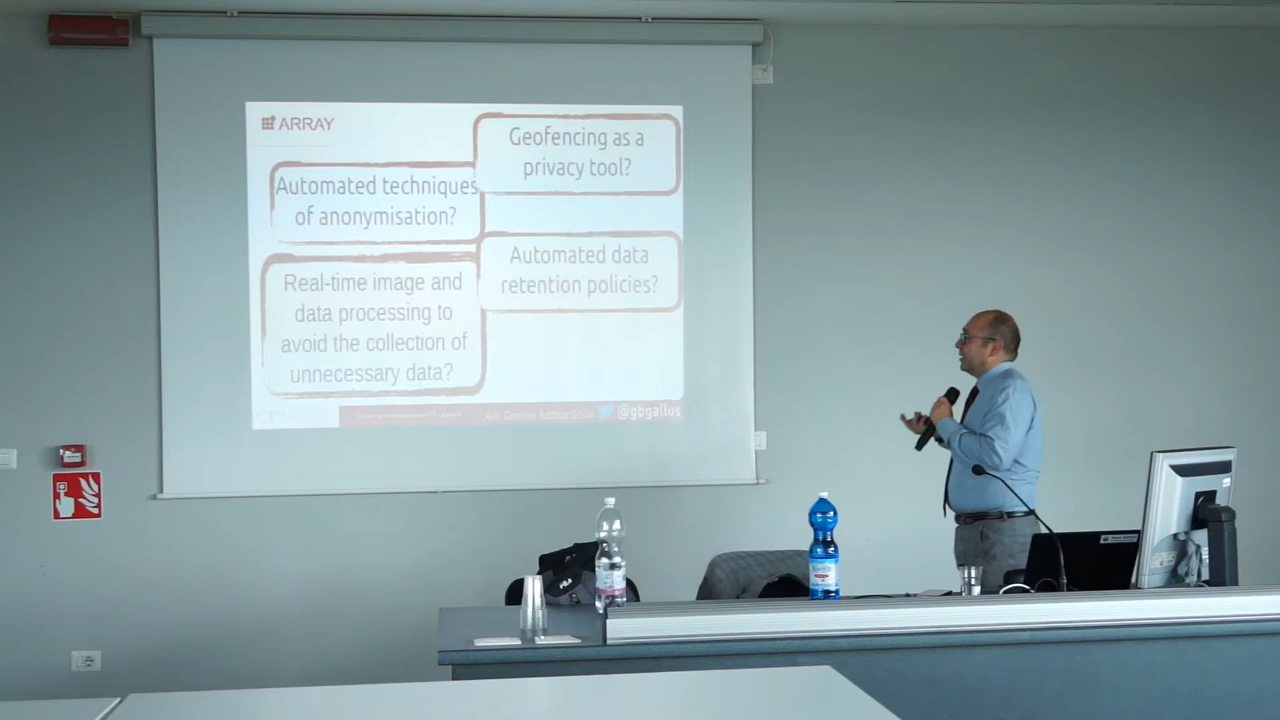 ARRAY
Geofencing as a
privacy tool?
Automated techniques
of anonymisation?
Automated data
retention policies?
Real-time image and
data processing to
avoid the collection of
unnecessary data?
@gbgallus
FILA